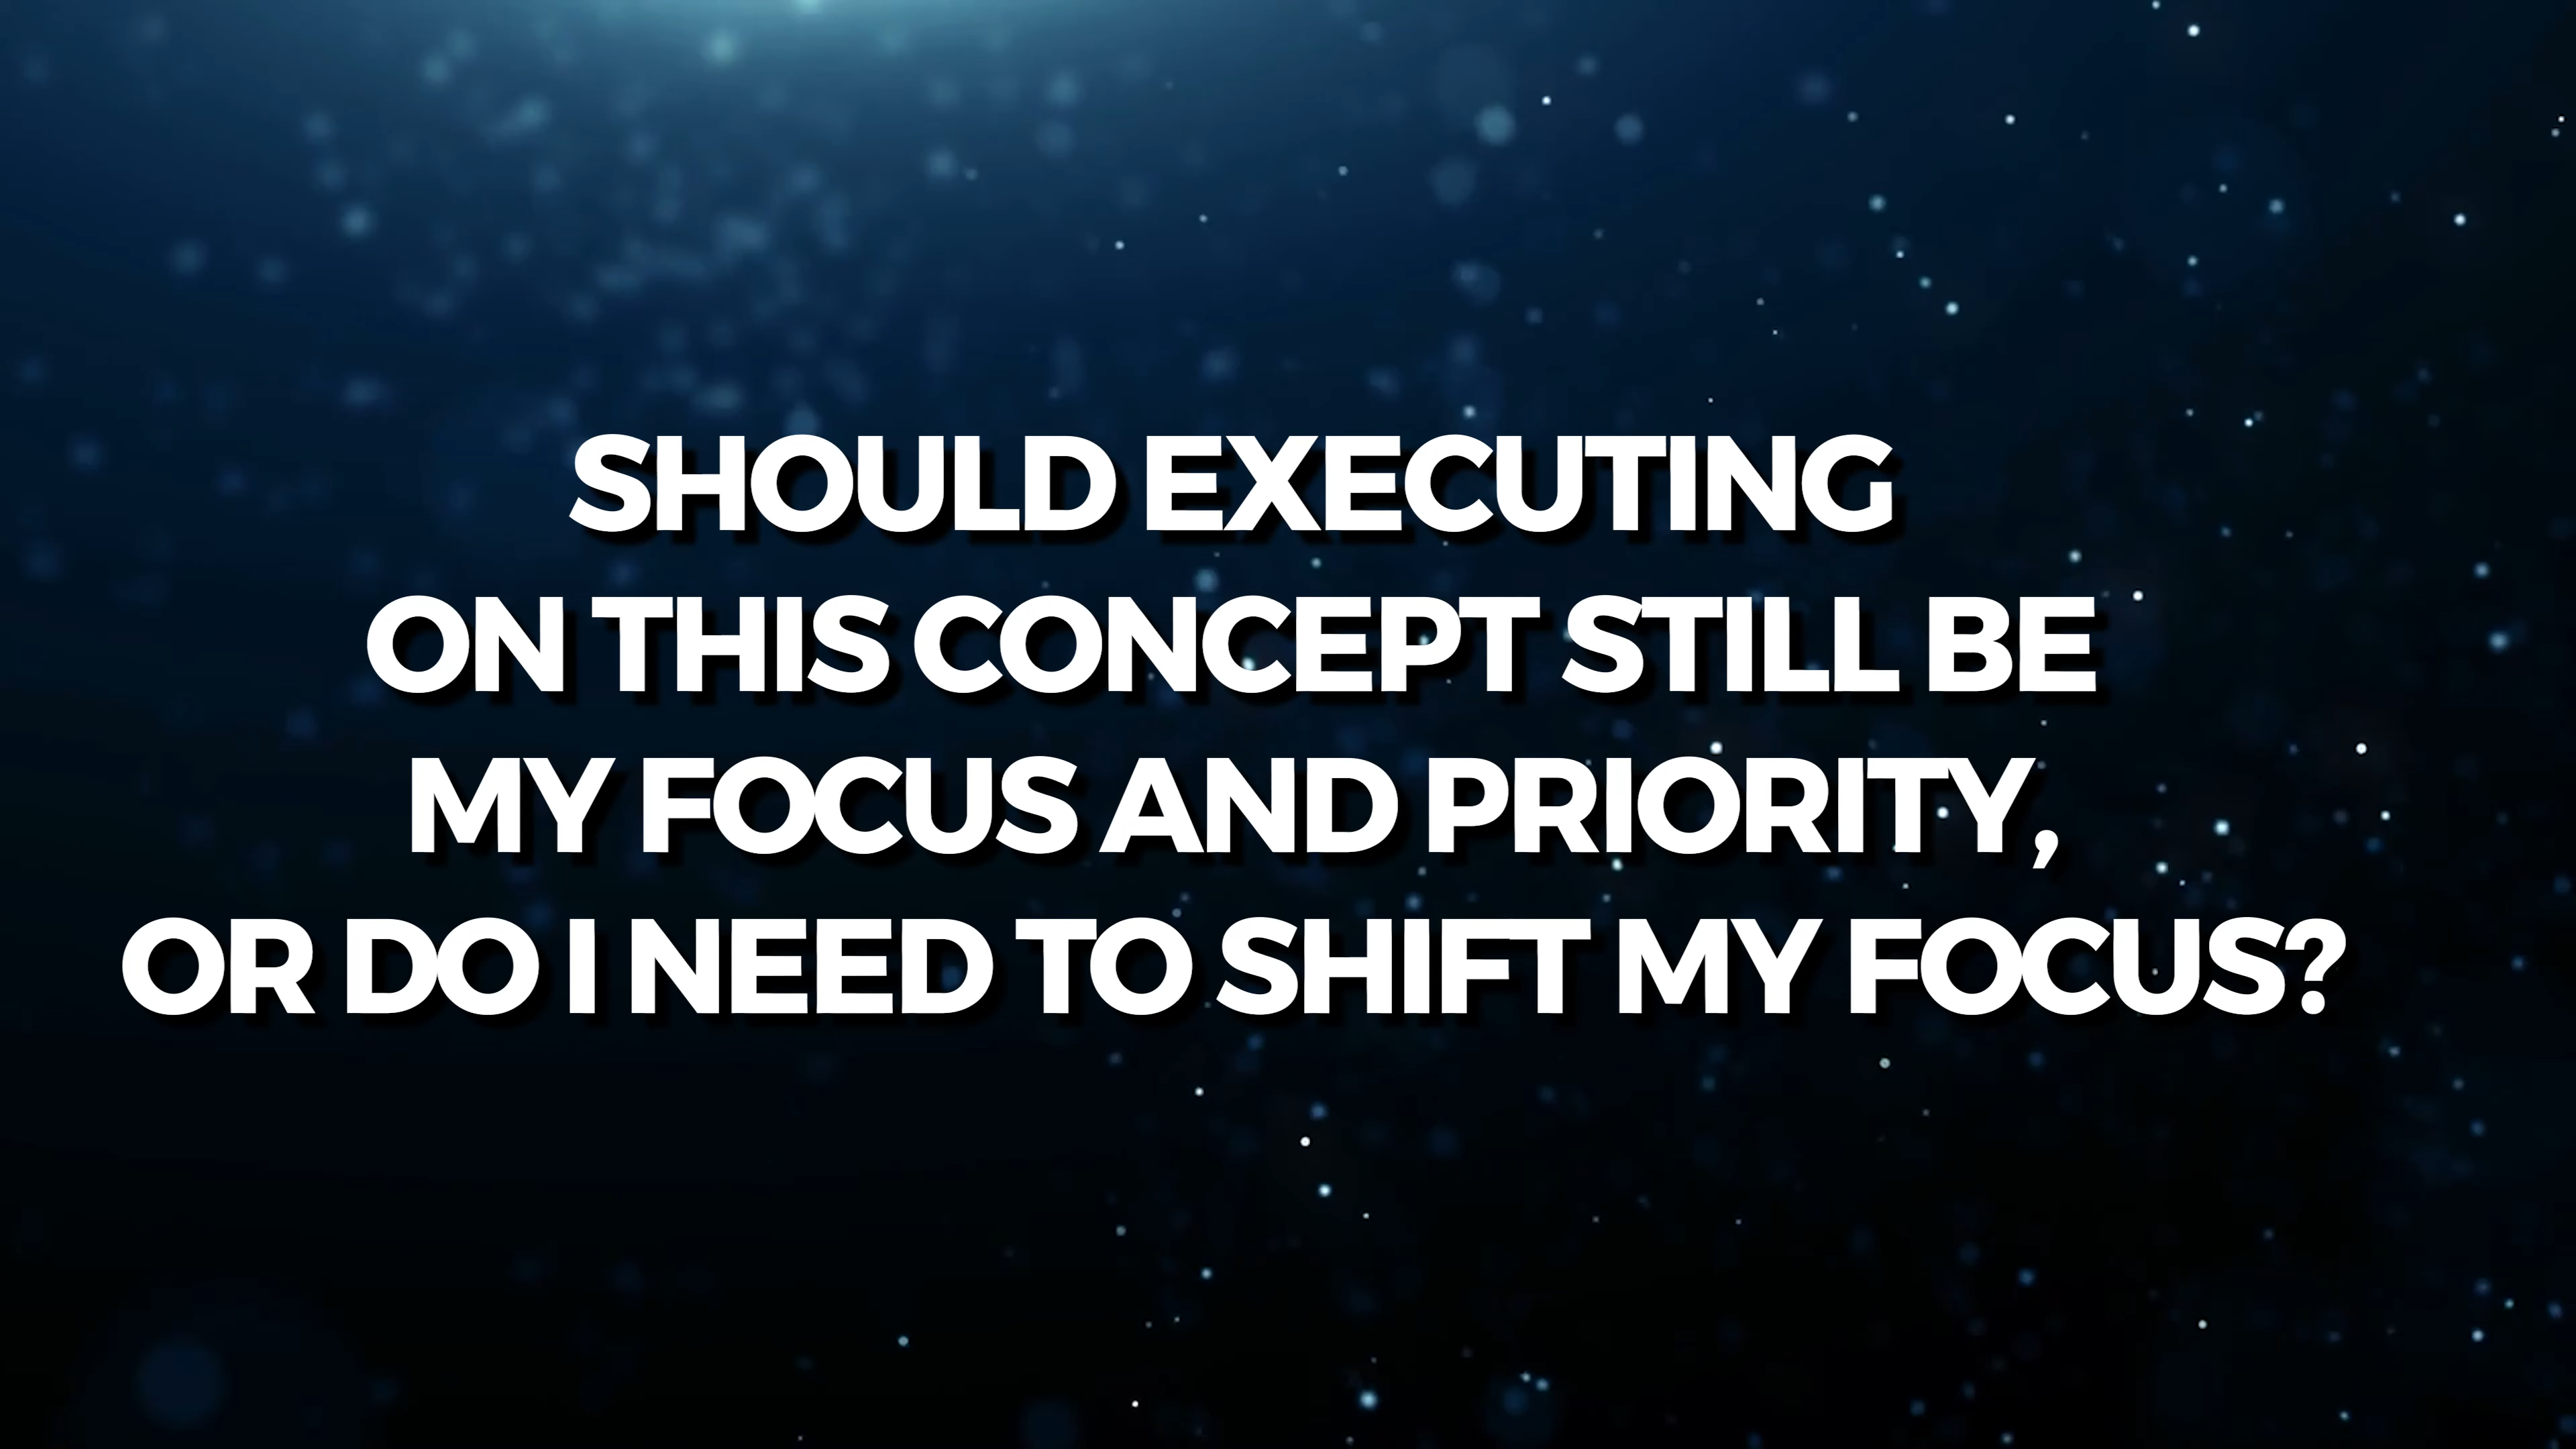 SHOULD EXECUTING
ON THIS CONCEPT STILL BE
MY FOCUS AND PRIORITY,
OR DO I NEED TO SHIFT MY FOCUS?